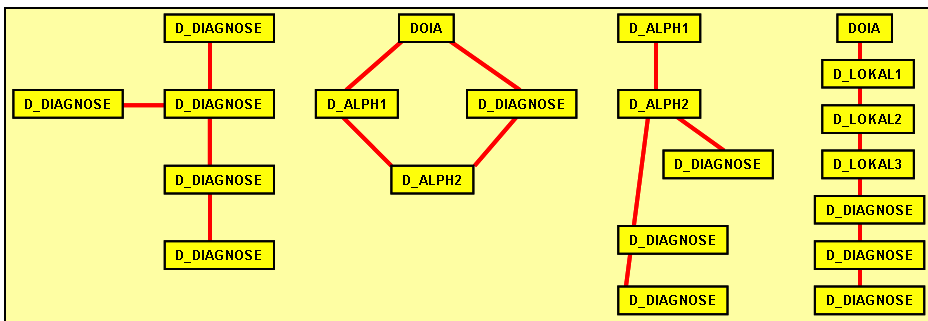 D_DIAGNOSE
D_DIAGNOSE
D_DIAGNOSE
D_DIAGNOSE
D_DIAGNOSE
DOIA
D_ALPH1
D_DIAGNOSE
D_ALPH2
D_ALPH1
D_ALPH2
D_DIAGNOSE
D_DIAGNOSE
D_DIAGNOSE
DOIA
D_LOKAL1
D_LOKAL2
D_LOKAL3
D_DIAGNOSE
D_DIAGNOSE
D_DIAGNOSE